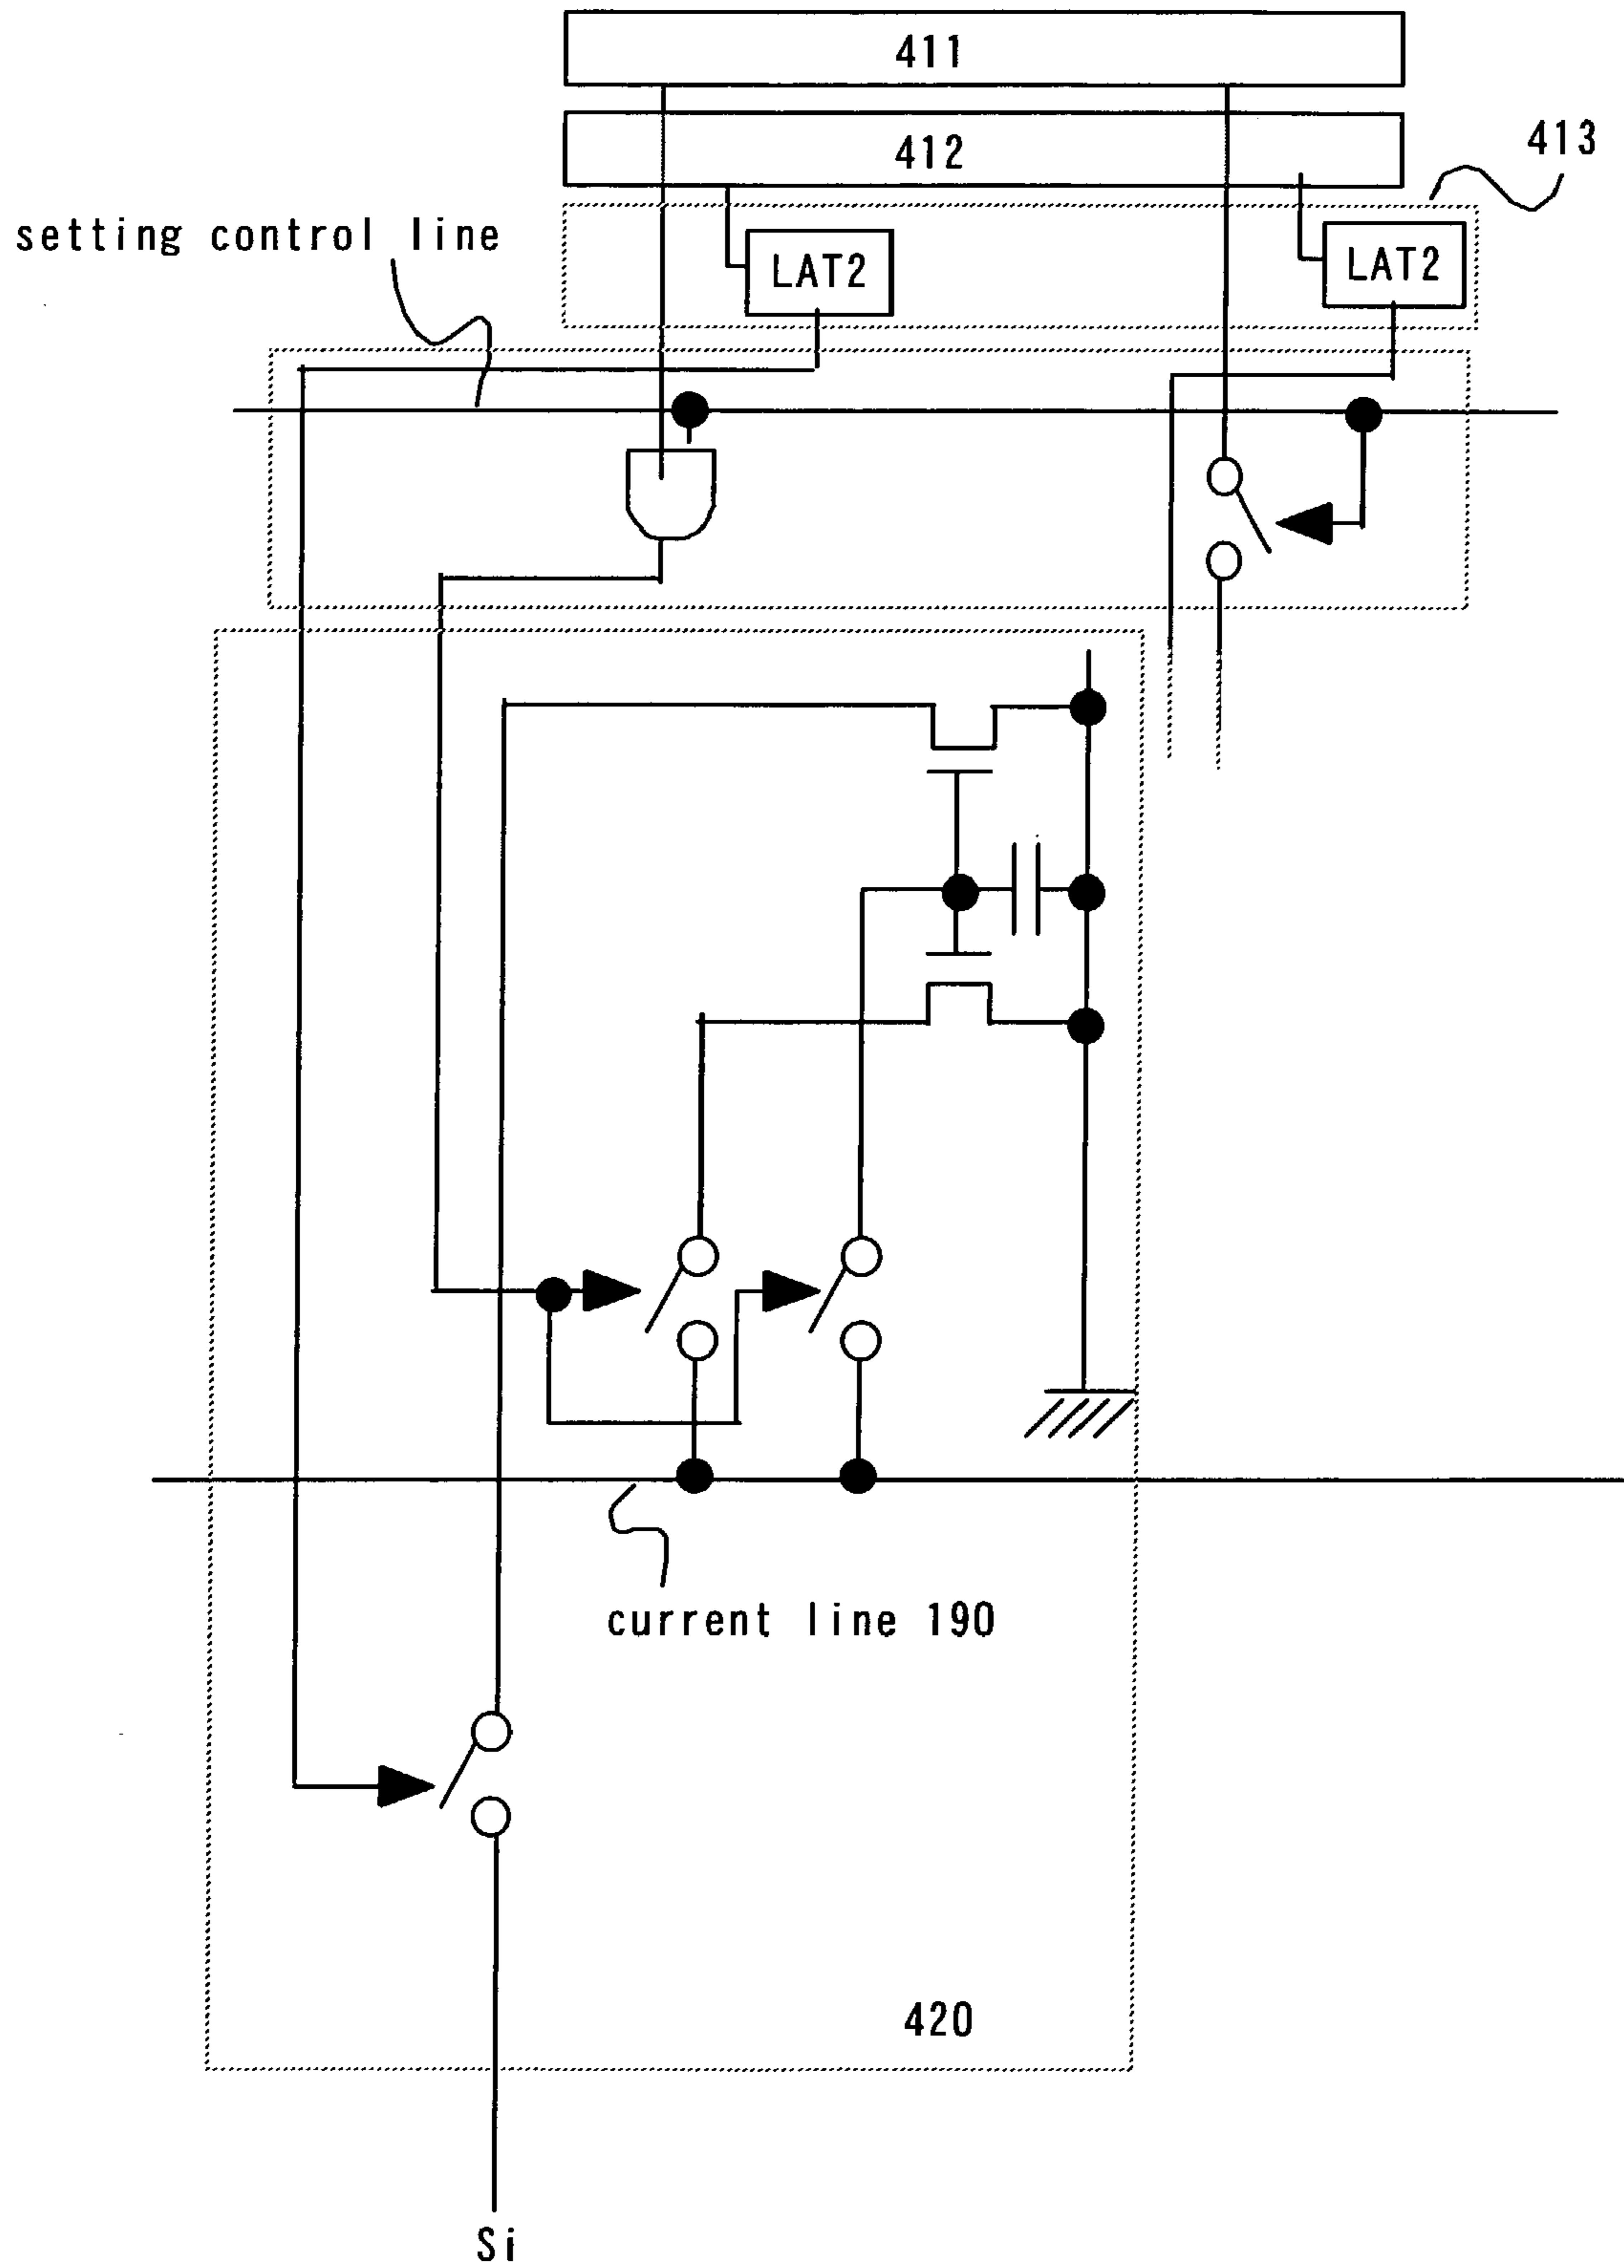 411
412
413
setting control line
LAT2
LAT2
current line 190
420
Si